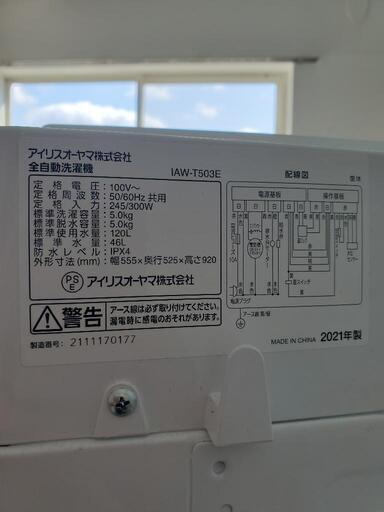 アイリスオーヤマ株式会社
全自動洗濯機 IAW-T503E
定格電圧:100V~
定格周波数:50/60Hz 共用
定格入力:245/300W
標準洗濯容量:5.0kg
標準脱水容量:5.0kg
標準使用水量:120L
標準水量:46L
防水レベル:IPX4
外形寸法(mm):幅555×奥行525×高さ920
PS アイリスオーヤマ株式会社
警告
アース線は必ず取り付けてください。
漏電時に感電のおそれがあります。
製造番号: 2111170177
配線図
電源基板
操作基板
電源プラグ
アース線 黄/緑
MADE IN CHINA 2021年製